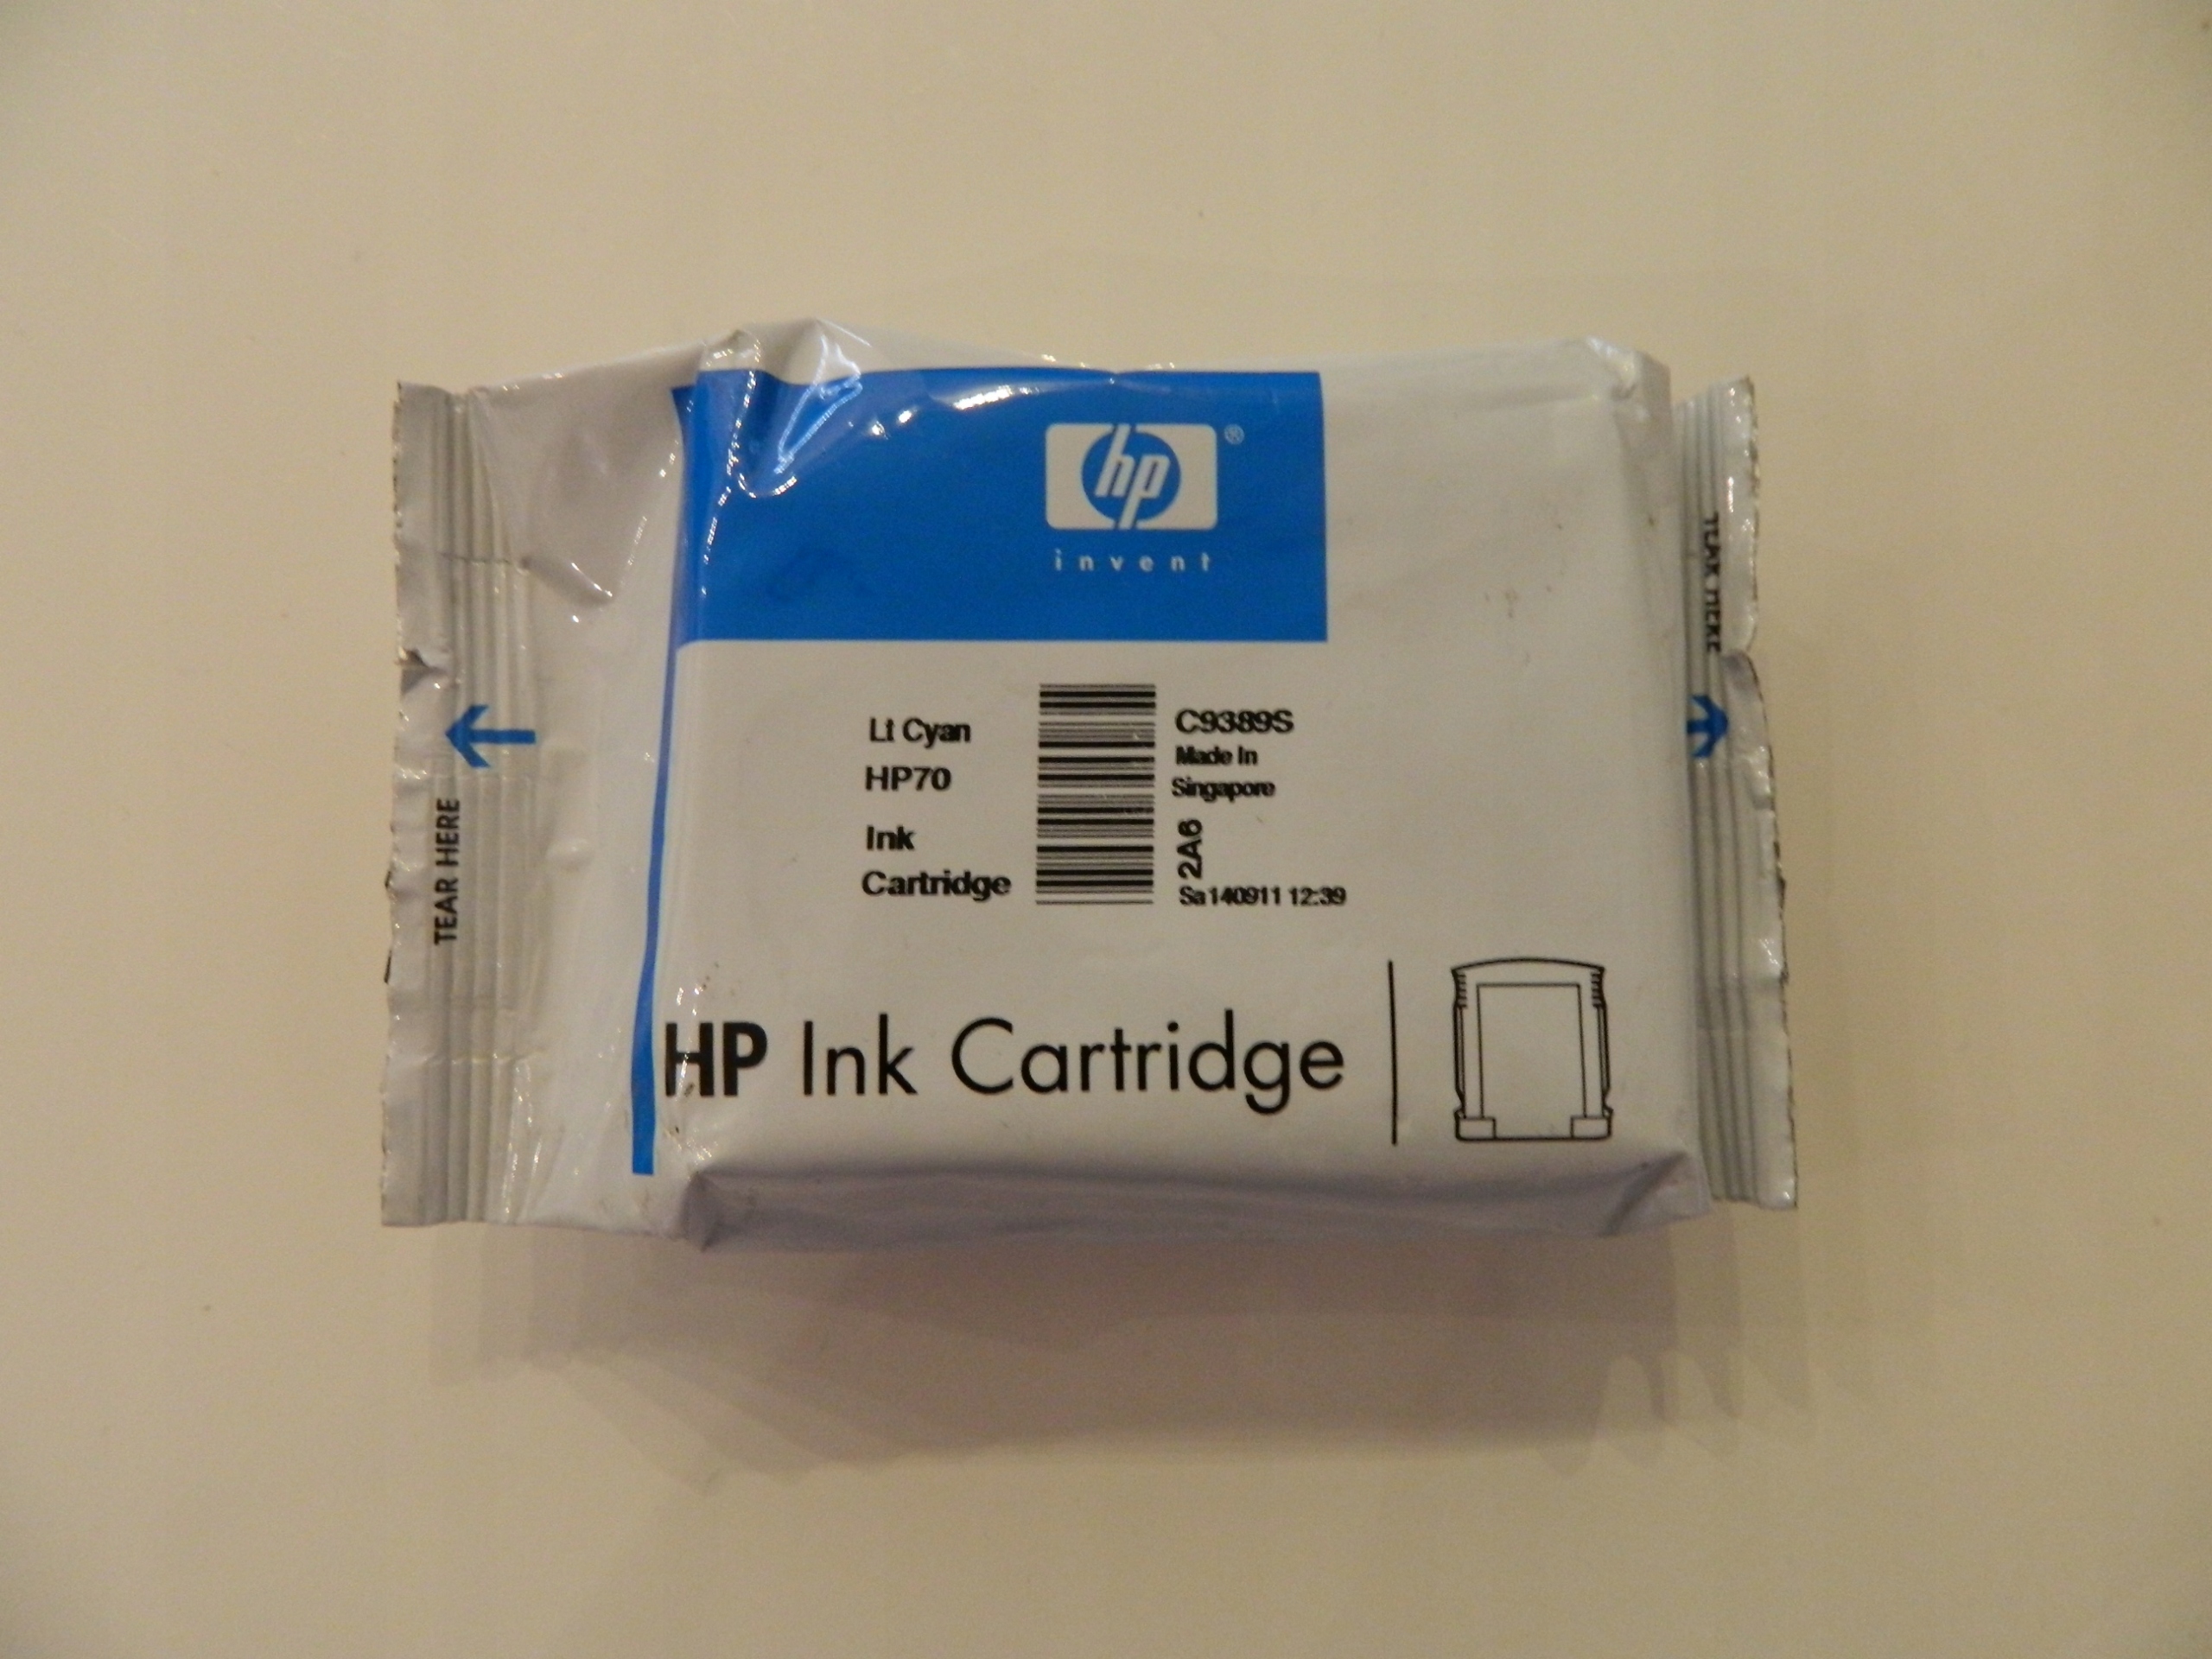 hp®
invent
Lt Cyan
HP70
Ink
Cartridge
C9389S
Made In
Singapore
2A6
Sa140911 12:39
HP Ink Cartridge
TEAR HERE